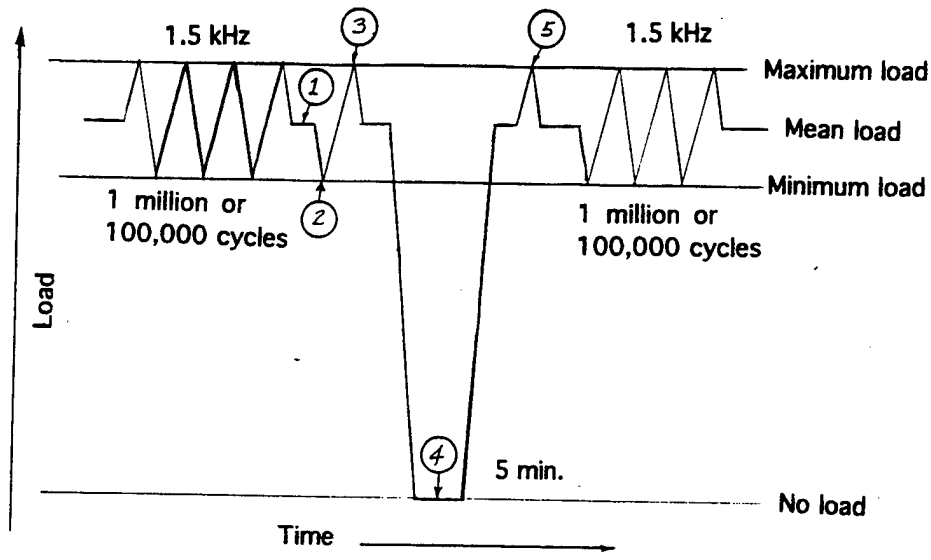 1.5 kHz
3
5
1.5 kHz
Maximum load
1
Mean load
Minimum load
1 million or
100,000 cycles
2
1 million or
100,000 cycles
Load
4
5 min.
No load
Time